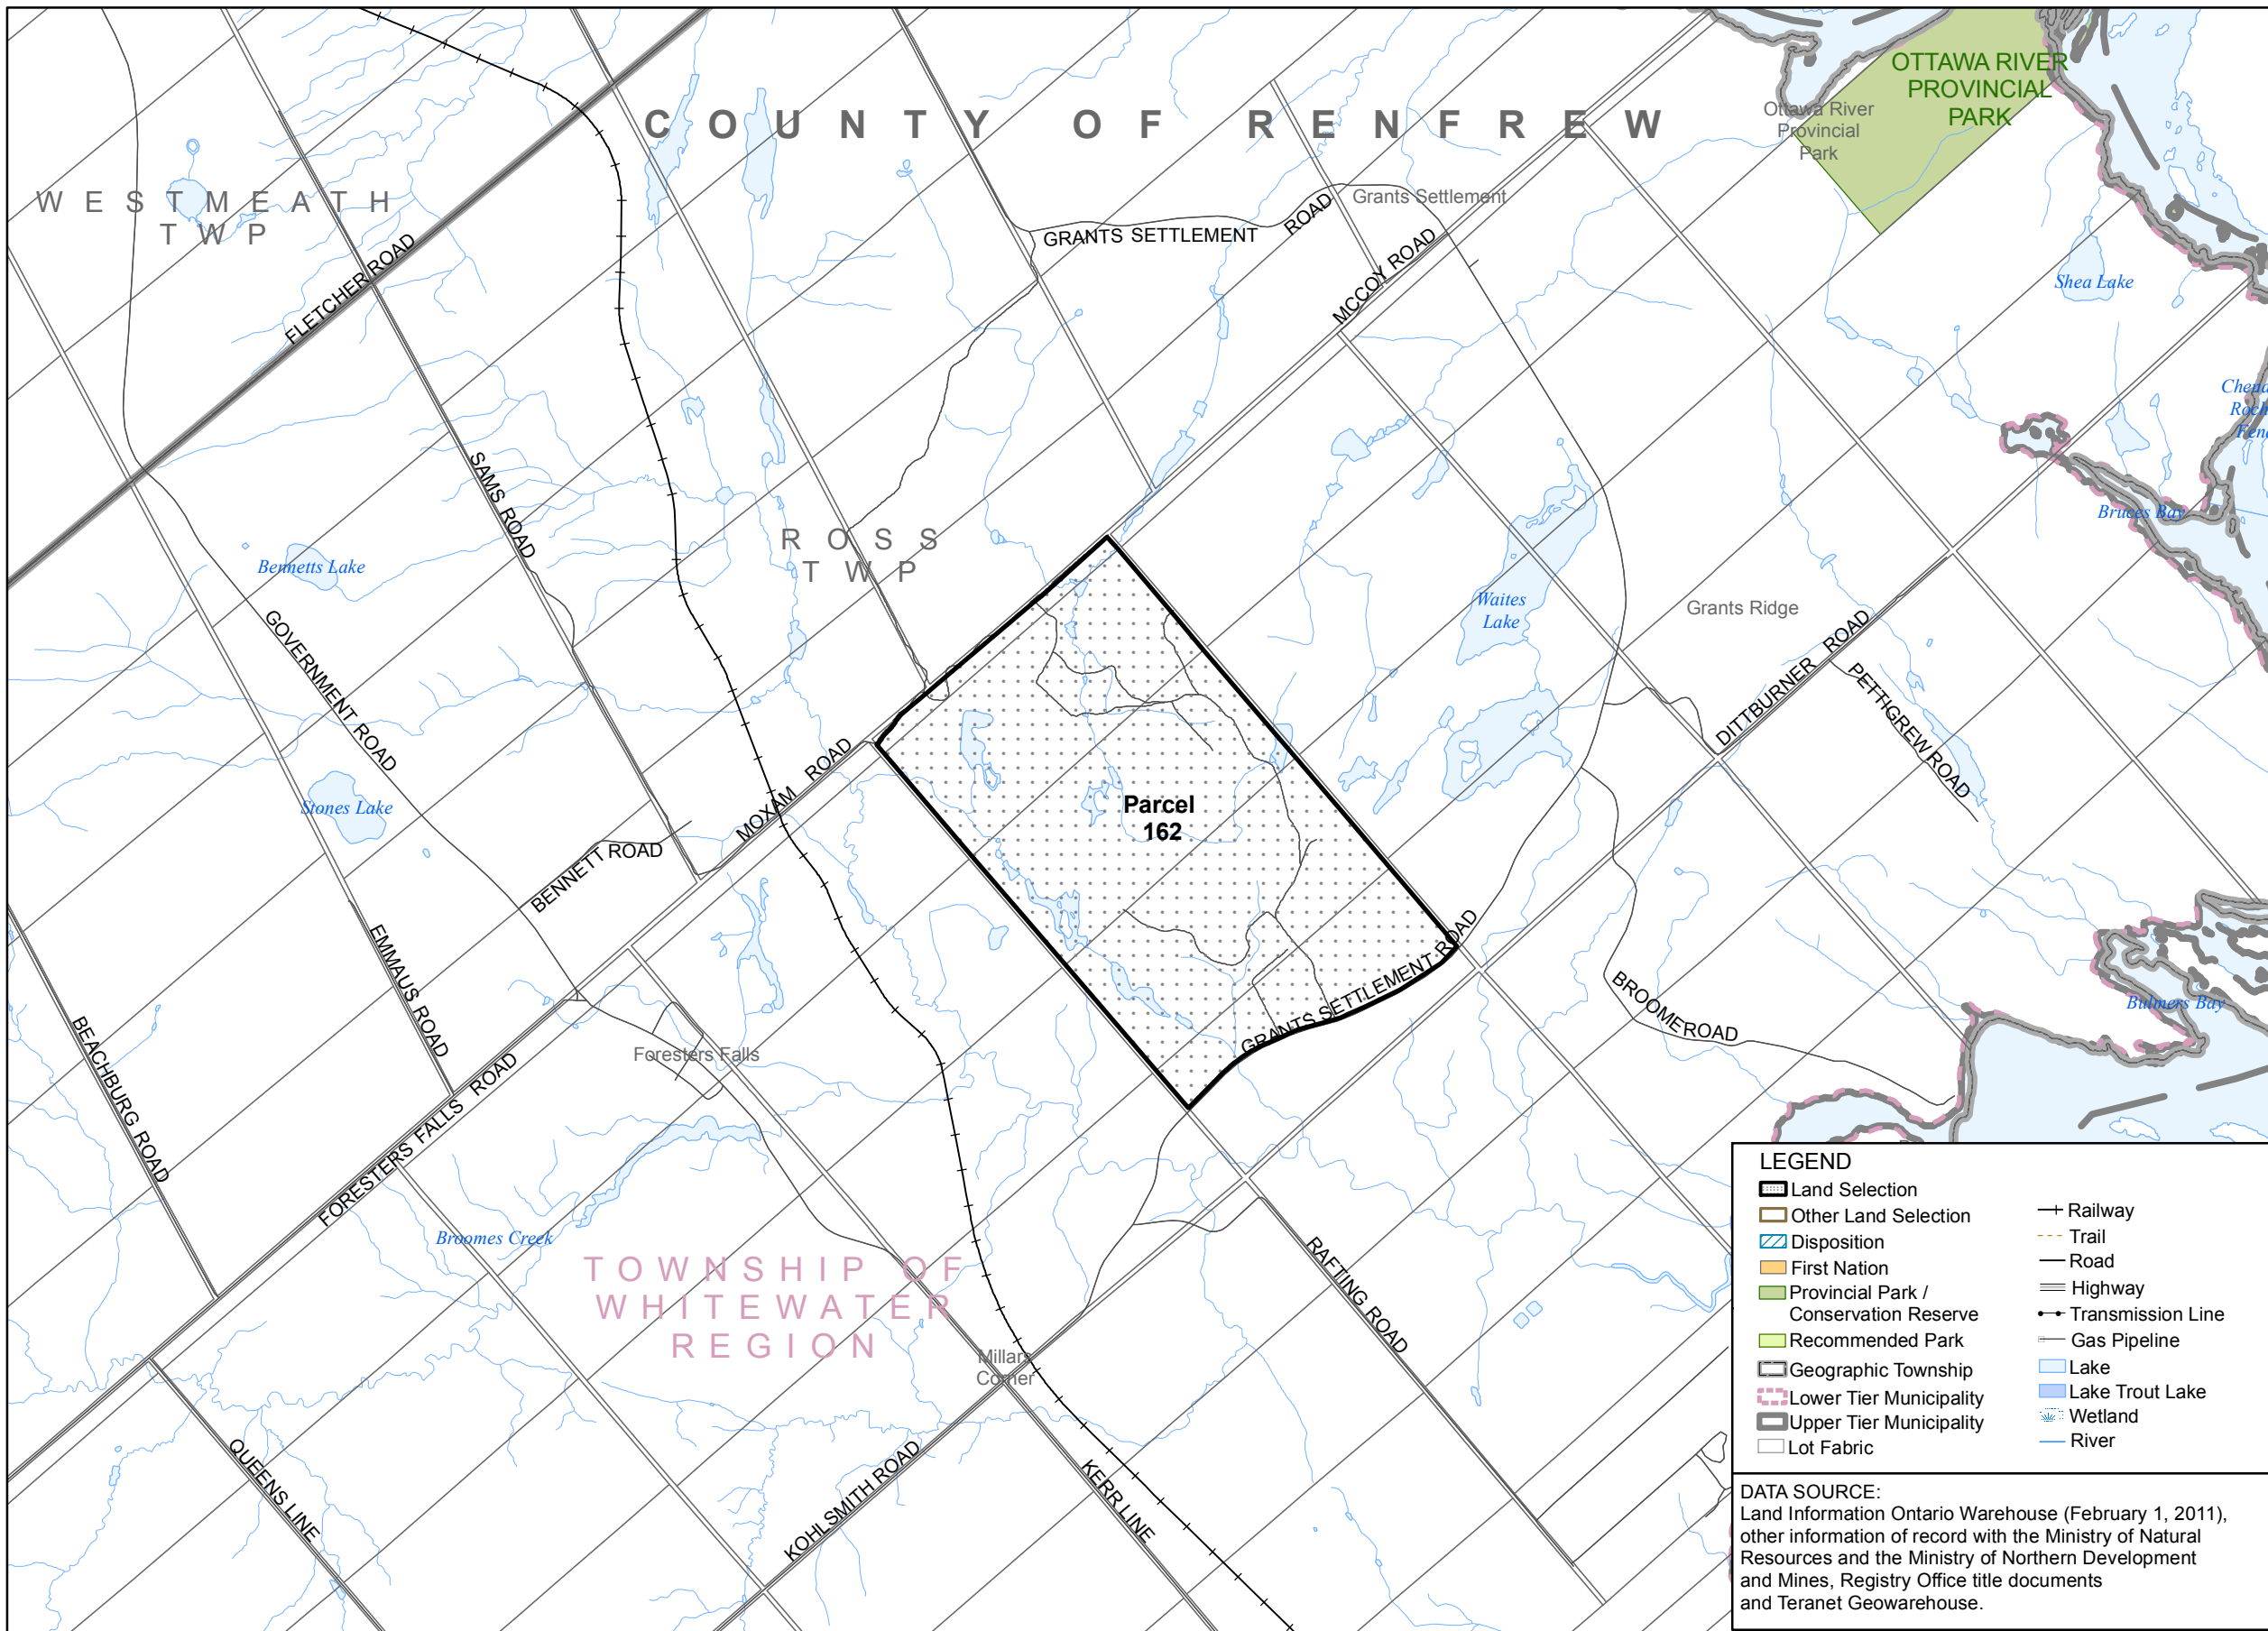 COUNTY OF RENFREW
OTTAWA RIVER
PROVINCIAL
PARK
Ottawa River
Provincial
Park
WESTMEATH
TWP
Grants Settlement
GRANTS SETTLEMENT ROAD
FLETCHER ROAD
MCCOY ROAD
Shea Lake
SAMS ROAD
Bruces Bay
ROSS
TWP
Bennetts Lake
Waites
Lake
Grants Ridge
GOVERNMENT ROAD
DITTBURNER ROAD
PETTIGREW ROAD
MOXAM ROAD
Stones Lake
Parcel
162
BENNETT ROAD
EMMAUS ROAD
GRANTS SETTLEMENT ROAD
BROOME ROAD
Bulmers Bay
BEACHBURG ROAD
Foresters Falls
FORESTERS FALLS ROAD
Broomes Creek
TOWNSHIP OF
WHITEWATER
REGION
RAFTING ROAD
Millars
Corner
QUEENS LINE
KOHLSMITH ROAD
KERR LINE
LEGEND
Land Selection
Other Land Selection
Disposition
First Nation
Provincial Park /
Conservation Reserve
Recommended Park
Geographic Township
Lower Tier Municipality
Upper Tier Municipality
Lot Fabric
Railway
Trail
Road
Highway
Transmission Line
Gas Pipeline
Lake
Lake Trout Lake
Wetland
River
DATA SOURCE:
Land Information Ontario Warehouse (February 1, 2011),
other information of record with the Ministry of Natural
Resources and the Ministry of Northern Development
and Mines, Registry Office title documents
and Teranet Geowarehouse.